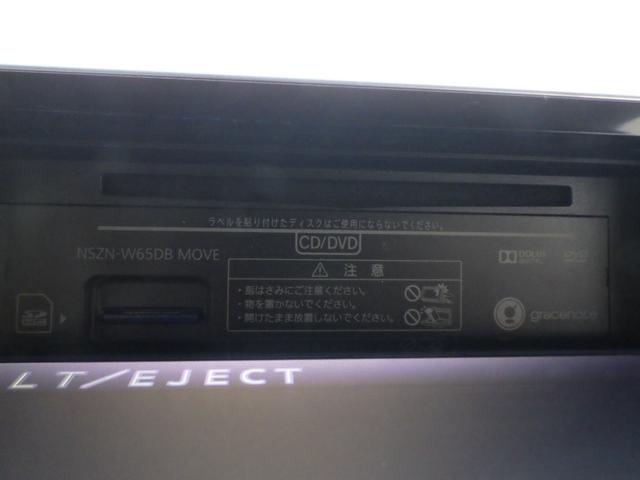 ラベルを貼り付けたディスクはご使用にならないでください。
CD/DVD
NSZN-W65DB MOVE
注 意
・指はさみにご注意ください。
・物を置かないでください。
・開けたまま放置しないでください。
DOLBY
DIGITAL
SD
gracenote
LT/EJECT